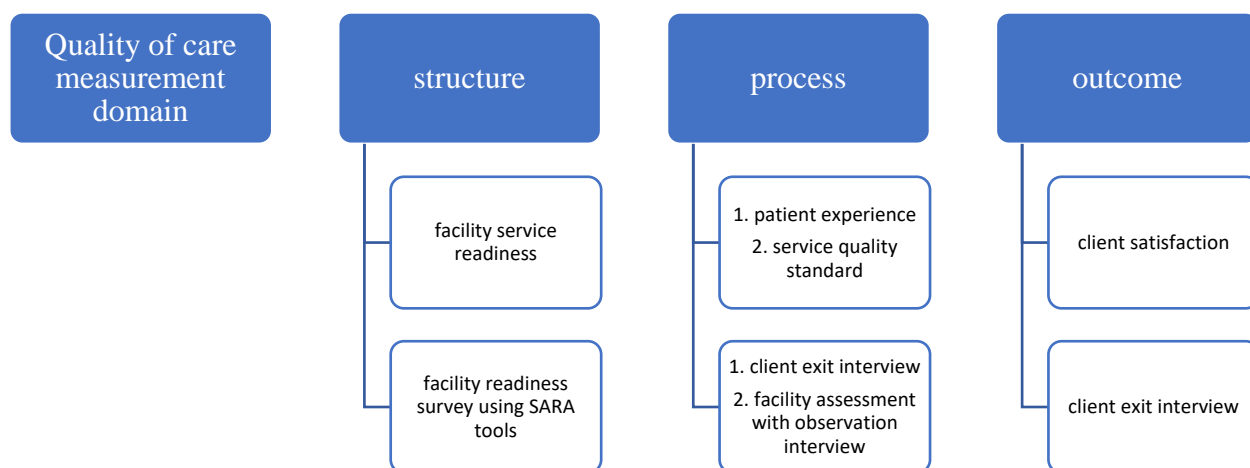 Quality of care
measurement
domain
structure
facility service
readiness
facility readiness
survey using SARA
tools
process
1. patient experience
2. service quality
standard
1. client exit interview
2. facility assessment
with observation
interview
outcome
client satisfaction
client exit interview